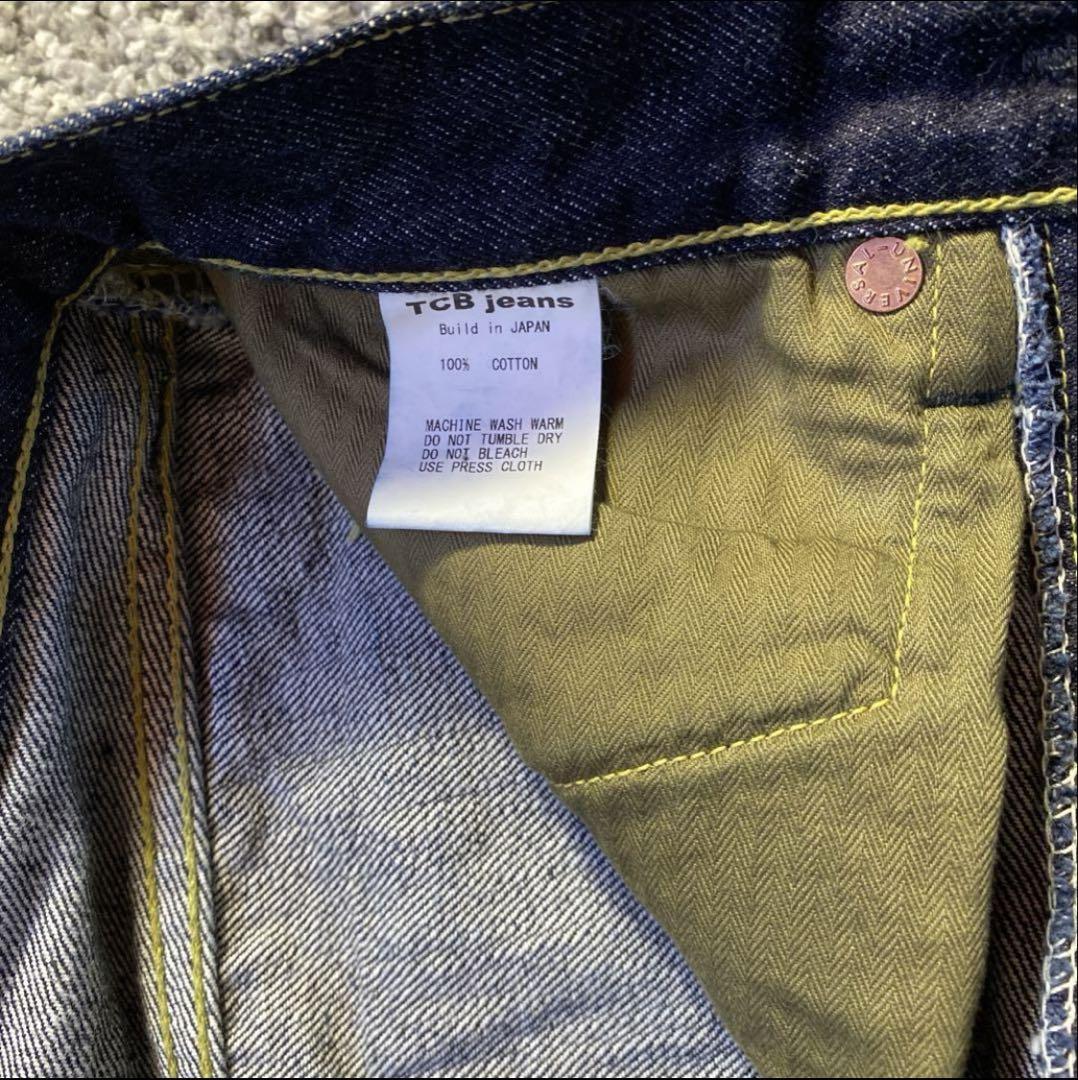 TCB jeans
Build in JAPAN
100% COTTON
MACHINE WASH WARM
DO NOT TUMBLE DRY
DO NOT BLEACH
USE PRESS CLOTH
UNIVERSAL